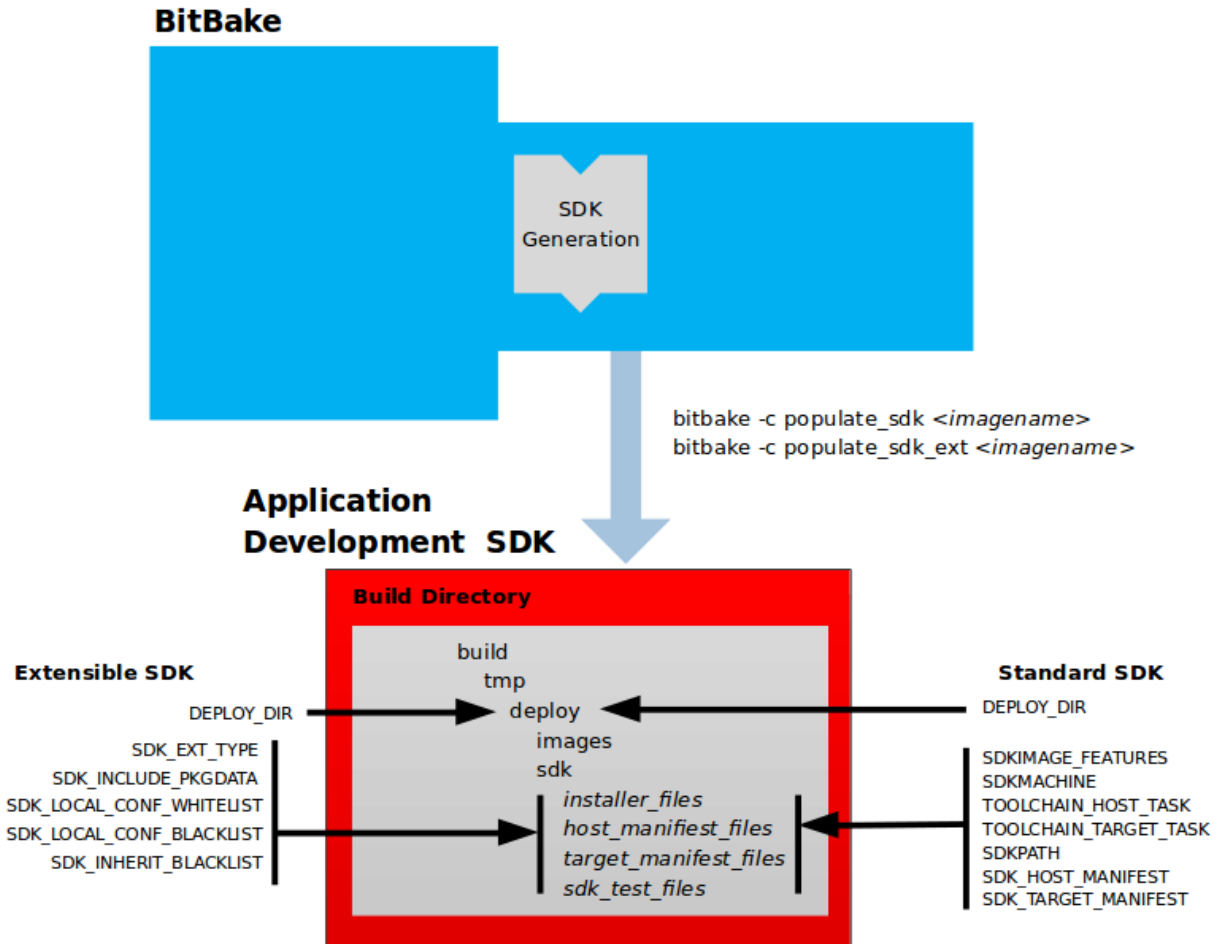 BitBake
SDK
Generation
bitbake -c populate_sdk <imagename>
bitbake -c populate_sdk_ext <imagename>
Application
Development SDK
Build Directory
build
tmp
deploy
images
sdk
installer_files
host_manifiest_files
target_manifest_files
sdk_test_files
Extensible SDK
DEPLOY_DIR
SDK_EXT_TYPE
SDK_INCLUDE_PKGDATA
SDK_LOCAL_CONF_WHITELIST
SDK_LOCAL_CONF_BLACKLIST
SDK_INHERIT_BLACKLIST
Standard SDK
DEPLOY_DIR
SDKIMAGE_FEATURES
SDKMACHINE
TOOLCHAIN_HOST_TASK
TOOLCHAIN_TARGET_TASK
SDKPATH
SDK_HOST_MANIFEST
SDK_TARGET_MANIFEST